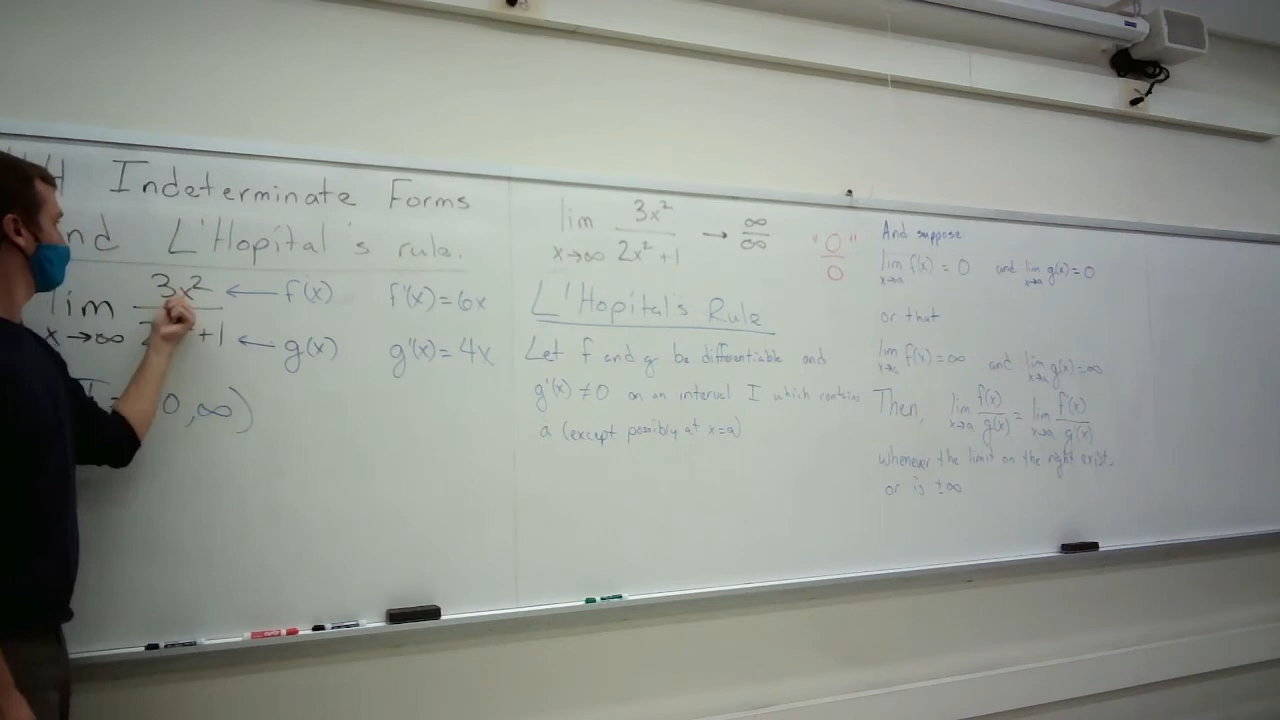 4 Indeterminate Forms
nd L'Hopital's rule.
lim 3x² ← f(x) f'(x) = 6x
x→∞ +1 ← g(x) g'(x) = 4x
0, ∞)
lim 3x² / 2x² + 1 → ∞/∞
x→∞
"0/0"
L'Hopital's Rule
Let f and g be differentiable and
g'(x) ≠ 0 on an interval I which contains
a (except possibly at x=a)
And suppose
lim f(x) = 0 and lim g(x) = 0
x→a x→a
or that
lim f(x) = ∞ and lim g(x) = ∞
x→a x→a
Then, lim f(x)/g(x) = lim f'(x)/g'(x)
x→a x→a
whenever the limit on the right exist.
or is ±∞